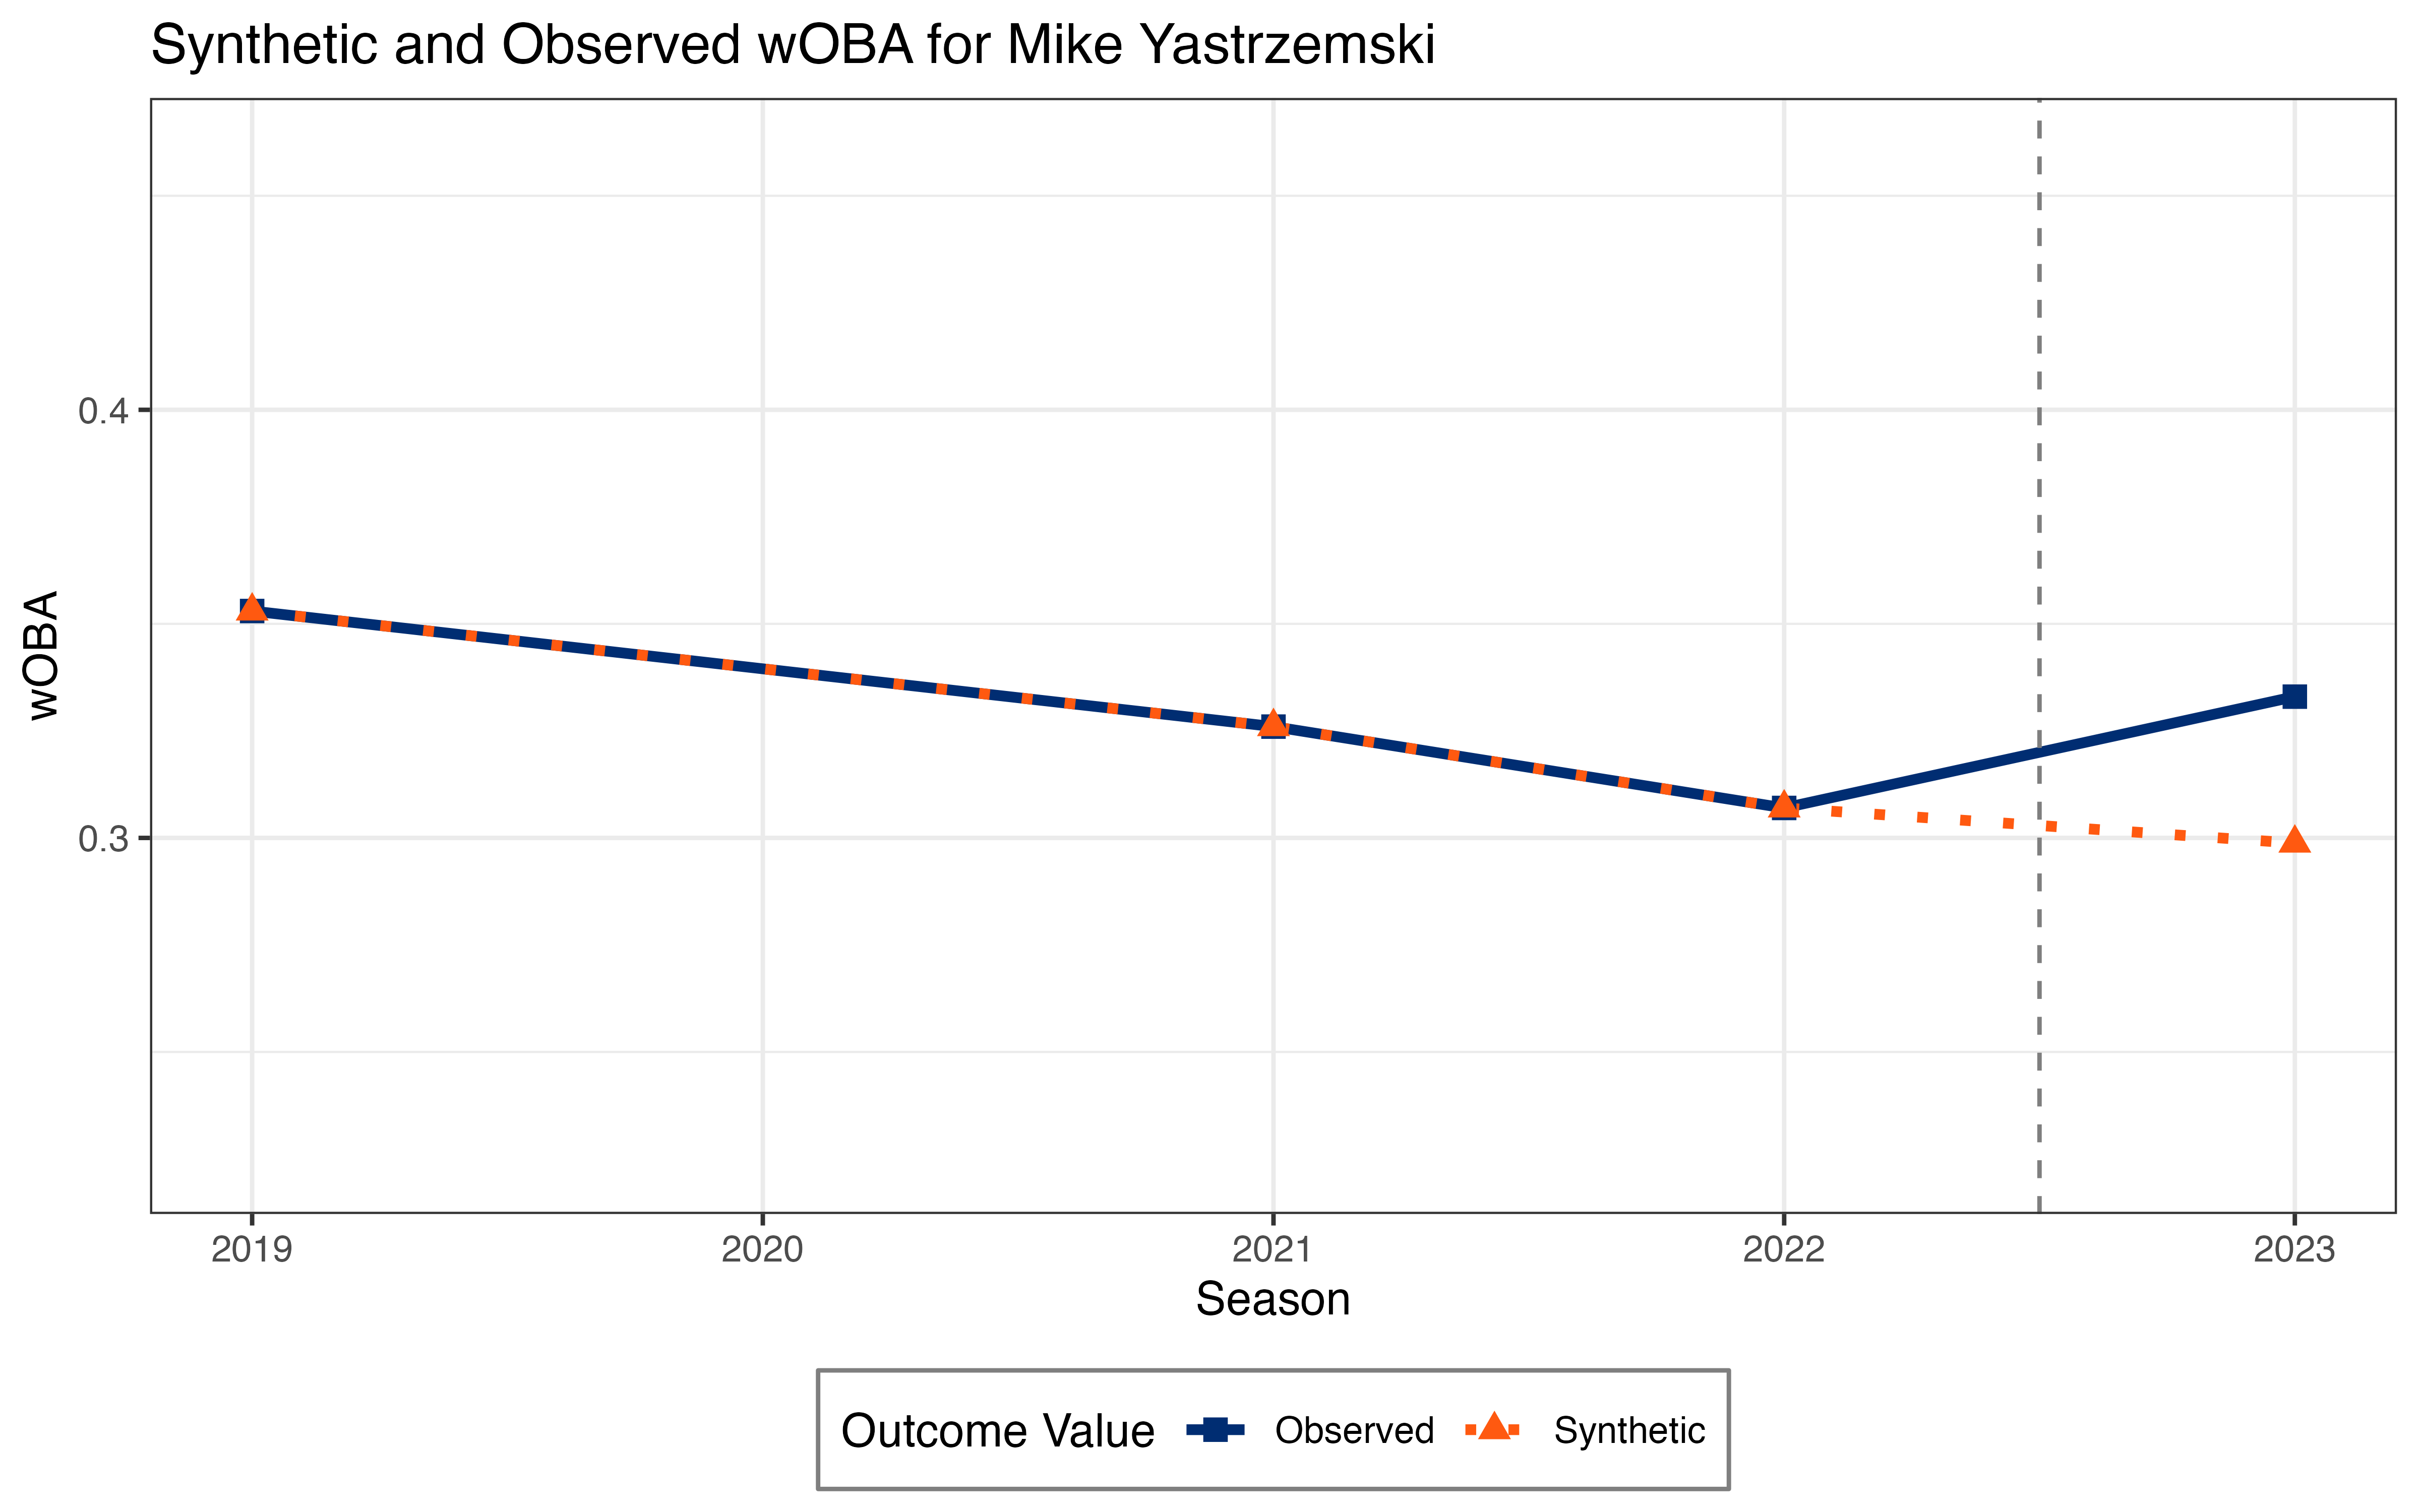 Synthetic and Observed wOBA for Mike Yastrzemski
wOBA
0.4
0.3
2019 2020 2021 2022 2023
Season
Outcome Value Observed Synthetic